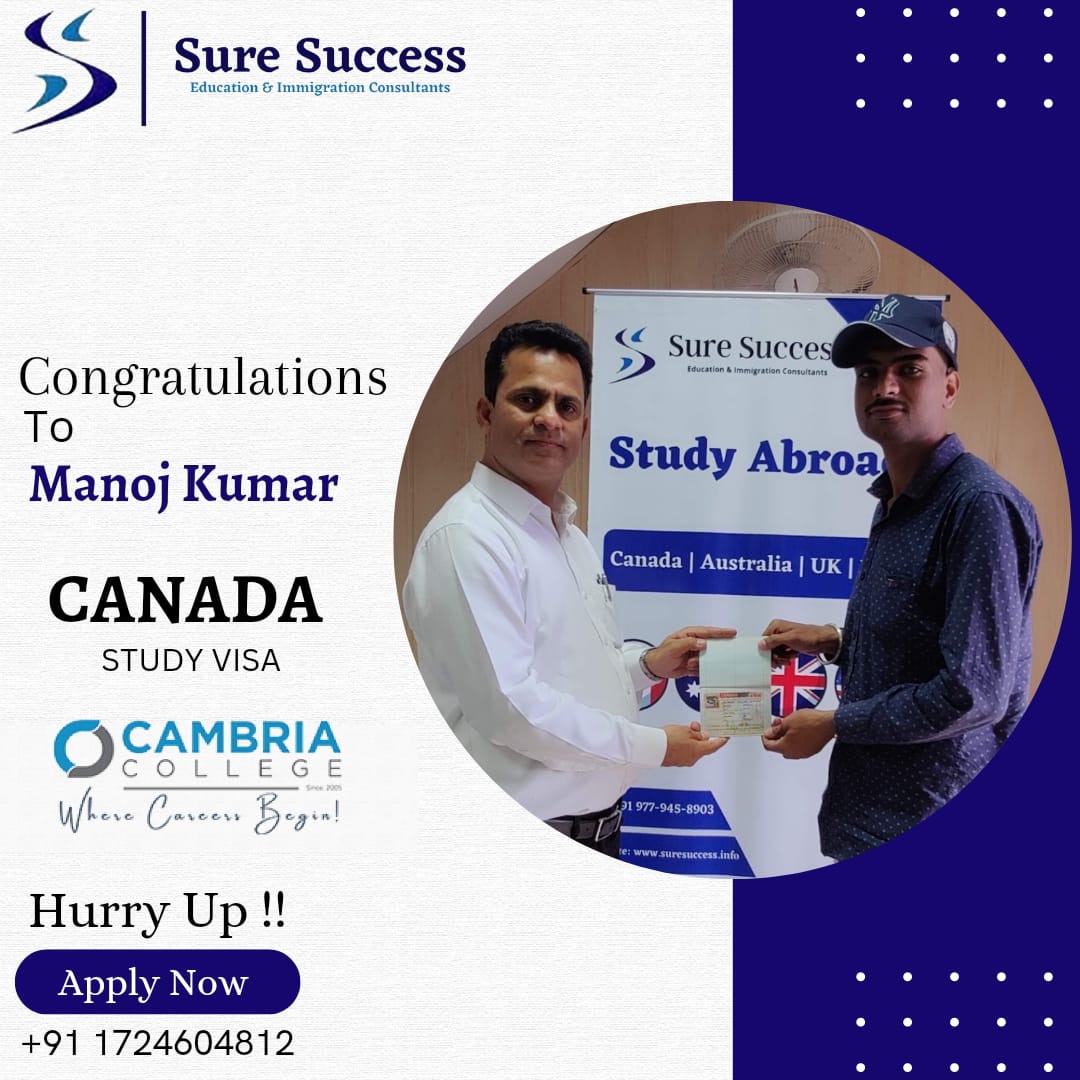 Sure Success
Education & Immigration Consultants
Congratulations
To
Manoj Kumar
CANADA
STUDY VISA
CAMBRIA
COLLEGE
Since 2005
Where Careers Begin!
Hurry Up !!
Apply Now
+91 1724604812
Sure Succes
Education & Immigration Consultants
Study Abroa
Canada | Australia | UK |
91 977-945-8903
e: www.suresuccess.info